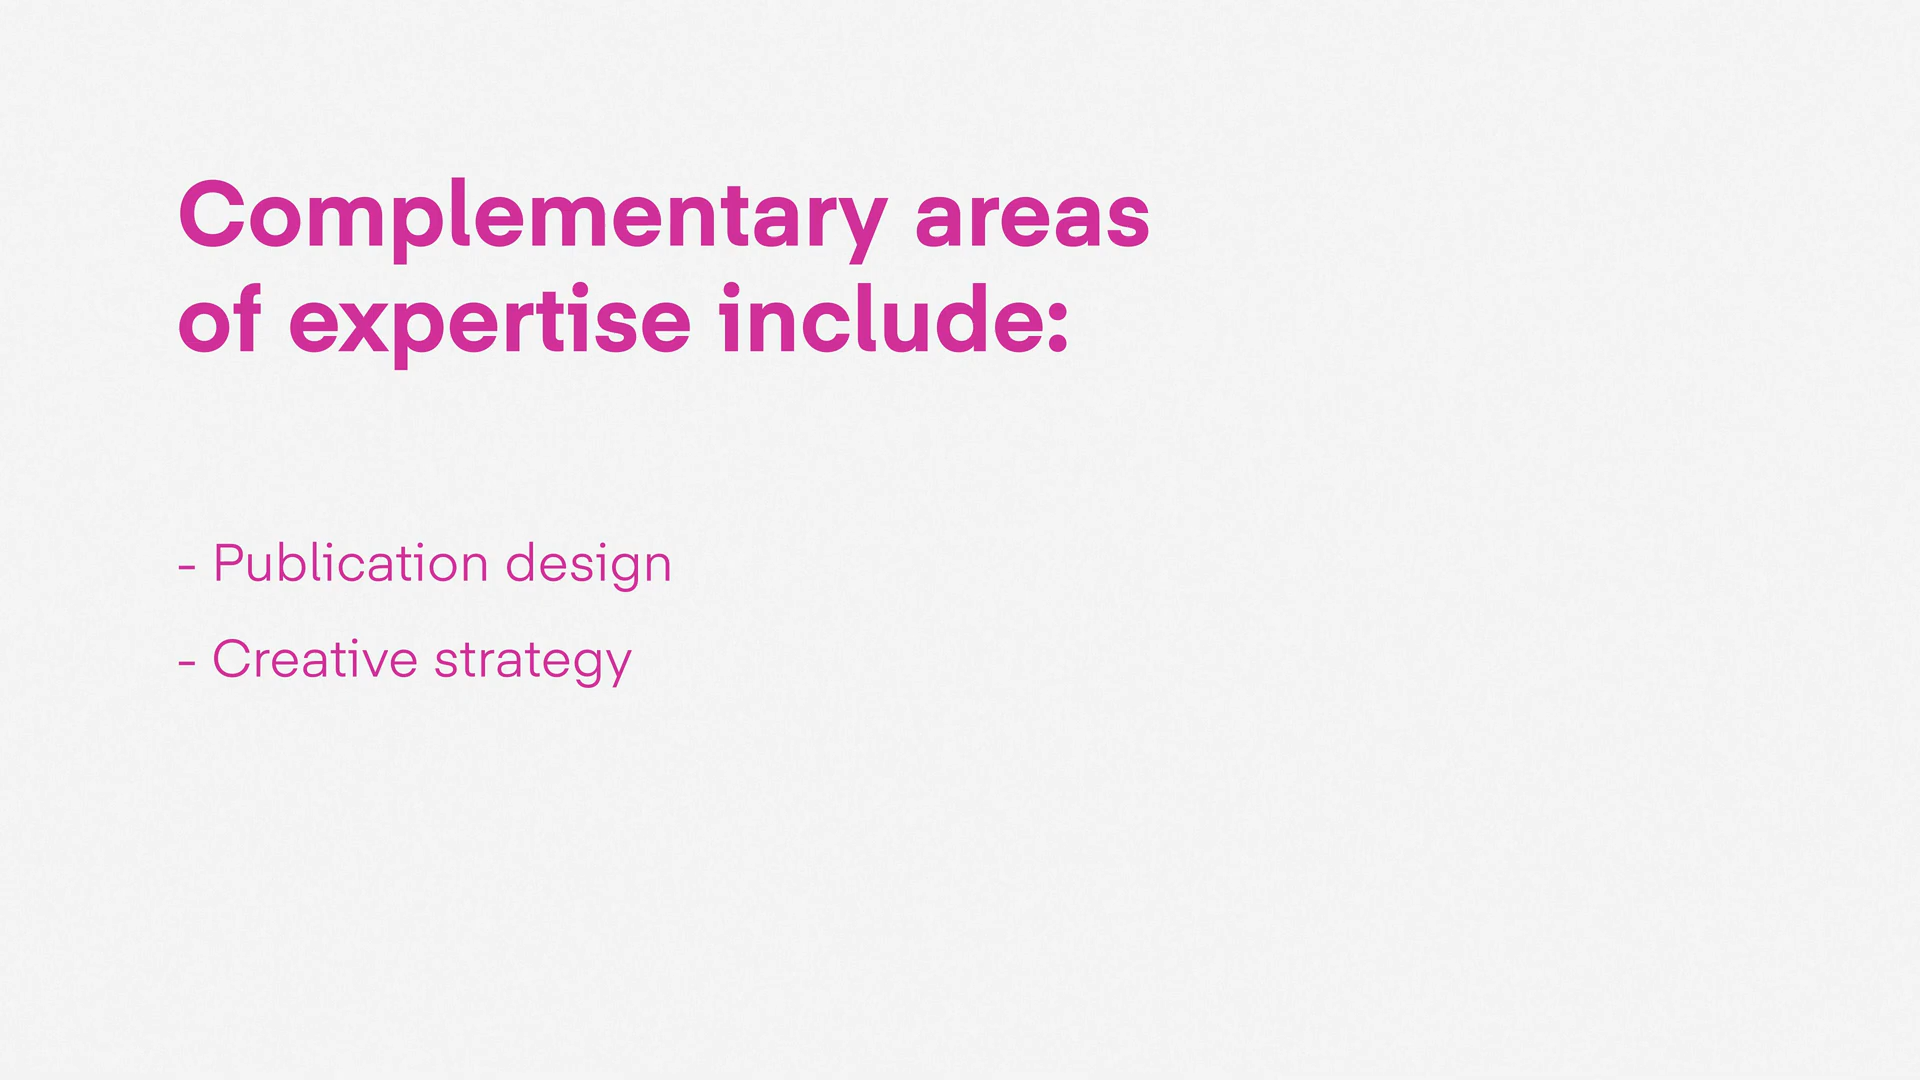 Complementary areas
of expertise include:
- Publication design
- Creative strategy